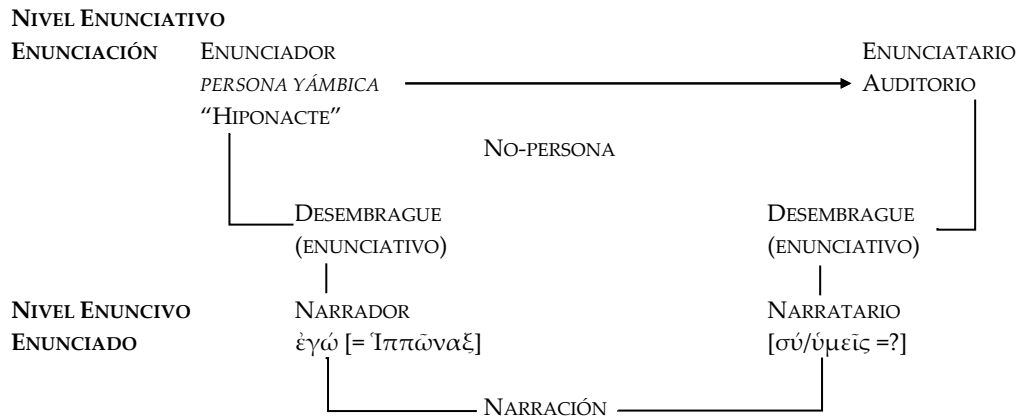 NIVEL ENUNCIATIVO
ENUNCIACIÓN ENUNCIADOR ENUNCIATARIO
PERSONA YÁMBICA AUDITORIO
“HIPONACTE”
NO-PERSONA
DESEMBRAGUE DESEMBRAGUE
(ENUNCIATIVO) (ENUNCIATIVO)
NIVEL ENUNCIVO NARRADOR NARRATARIO
ENUNCIADO ἐγώ [= Ἱππῶναξ] [σύ/ὑμεῖς =?]
NARRACIÓN